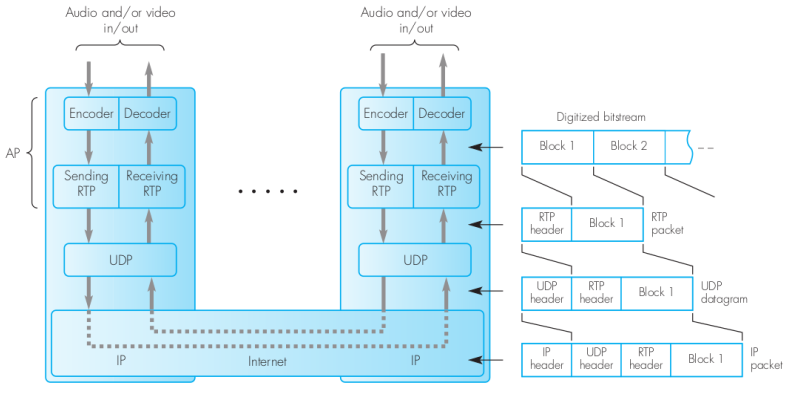 Audio and/or video
in/out
Audio and/or video
in/out
AP
Encoder
Decoder
Sending
RTP
Receiving
RTP
UDP
Encoder
Decoder
Sending
RTP
Receiving
RTP
UDP
IP
Internet
IP
Digitized bitstream
Block 1
Block 2
RTP
header
Block 1
RTP
packet
UDP
header
RTP
header
Block 1
UDP
datagram
IP
header
UDP
header
RTP
header
Block 1
IP
packet